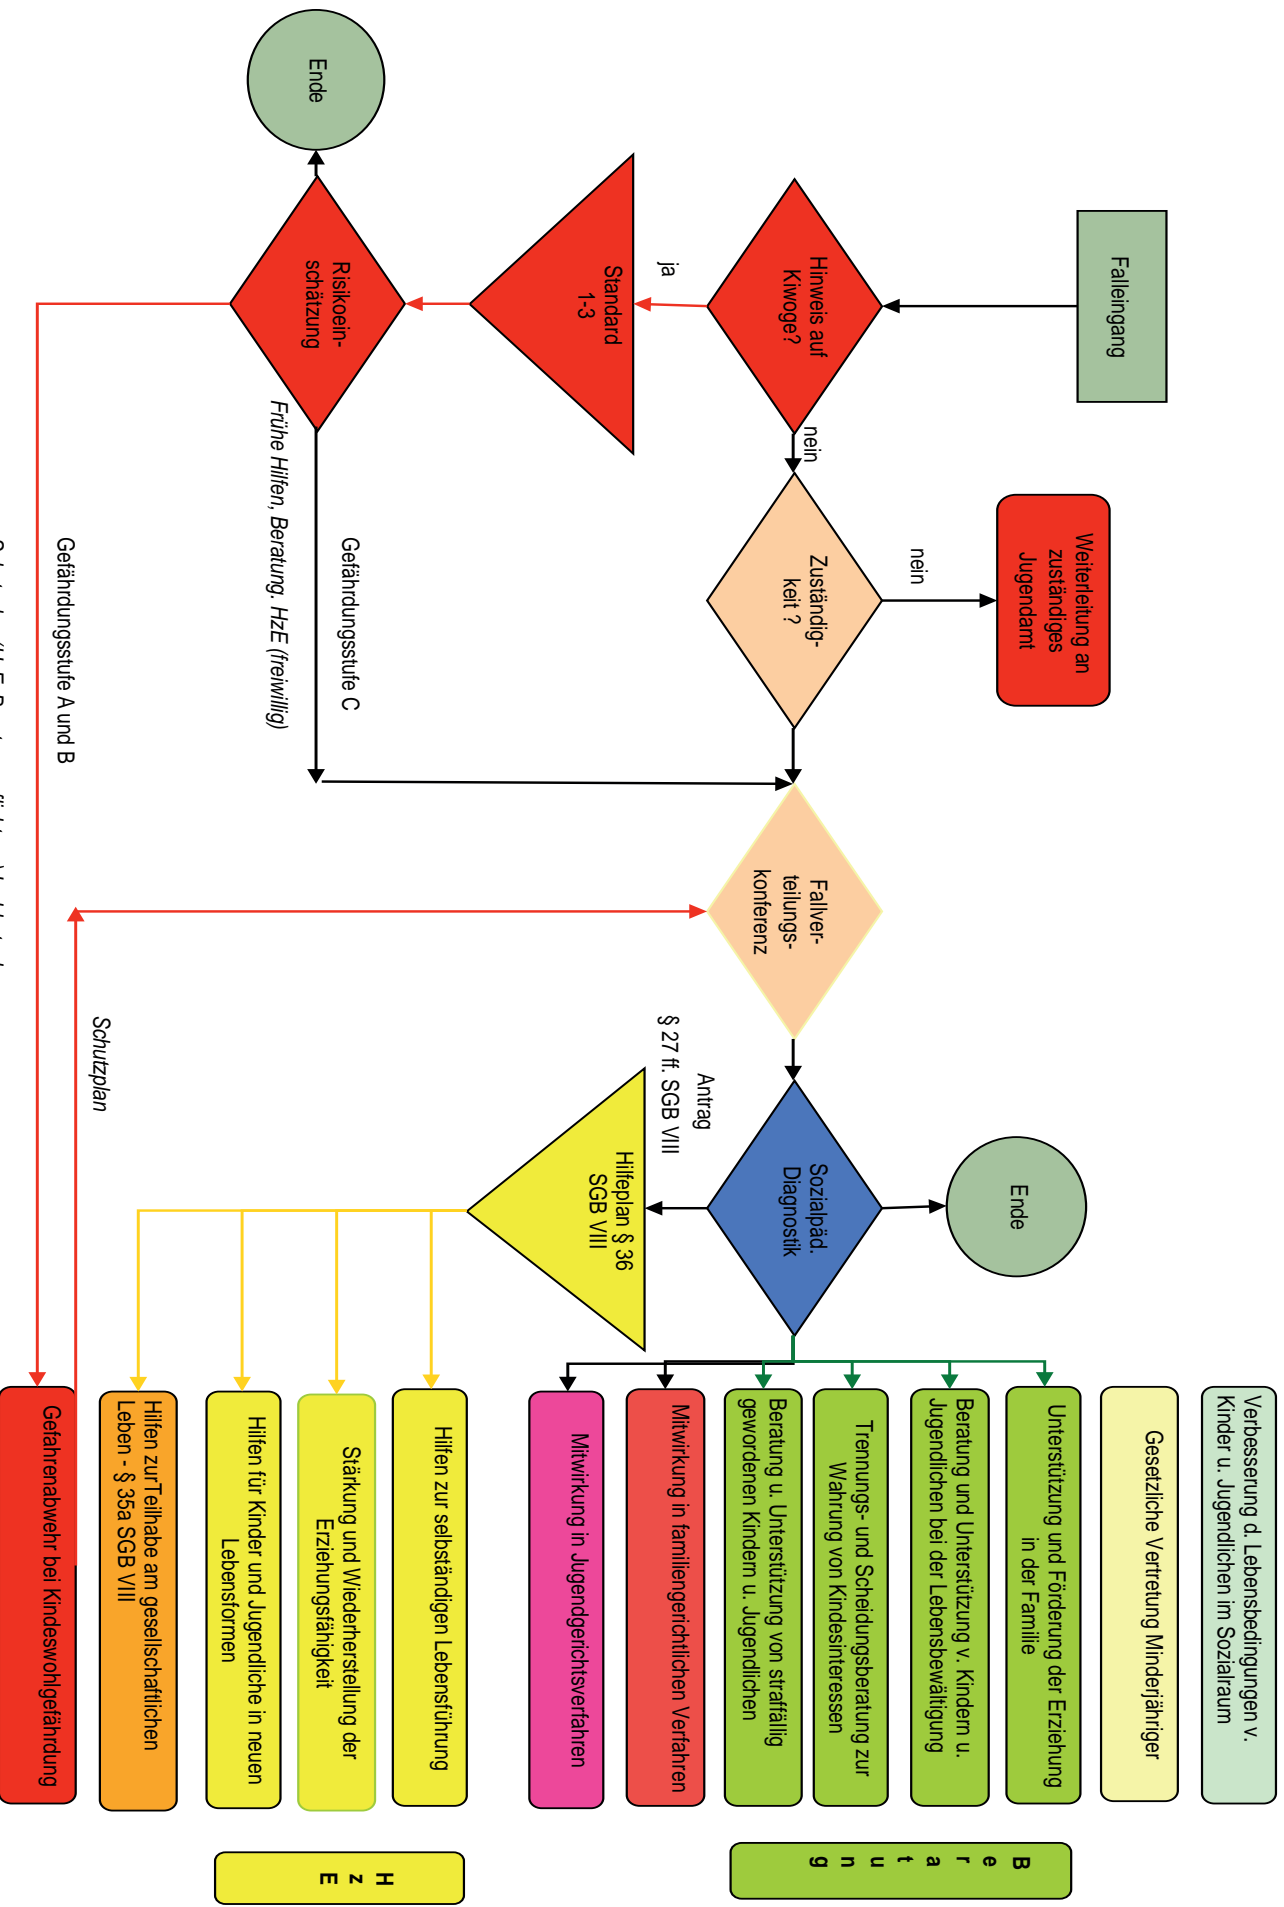 Falleingang
Hinweis auf
Kiwoge?
ja
nein
Standard
1-3
Risikoein-
schätzung
Ende
Weiterleitung an
zuständiges
Jugendamt
nein
Zuständig-
keit ?
Gefährdungsstufe C
Frühe Hilfen, Beratung. HzE (freiwillig)
Gefährdungsstufe A und B
Fallver-
teilungs-
konferenz
Schutzplan
Ende
Sozialpäd.
Diagnostik
Antrag
§ 27 ff. SGB VIII
Hilfeplan § 36
SGB VIII
Verbesserung d. Lebensbedingungen v.
Kinder u. Jugendlichen im Sozialraum
Gesetzliche Vertretung Minderjähriger
Unterstützung und Förderung der Erziehung
in der Familie
Beratung und Unterstützung v. Kindern u.
Jugendlichen bei der Lebensbewältigung
Trennungs- und Scheidungsberatung zur
Wahrung von Kindesinteressen
Beratung u. Unterstützung von straffällig
gewordenen Kindern u. Jugendlichen
Mitwirkung in familiengerichtlichen Verfahren
Mitwirkung in Jugendgerichtsverfahren
Hilfen zur selbständigen Lebensführung
Stärkung und Wiederherstellung der
Erziehungsfähigkeit
Hilfen für Kinder und Jugendliche in neuen
Lebensformen
Hilfen zurTeilhabe am gesellschaftlichen
Leben - § 35a SGB VIII
Gefahrenabwehr bei Kindeswohlgefährdung
B
e
r
a
t
u
n
g
H
z
E